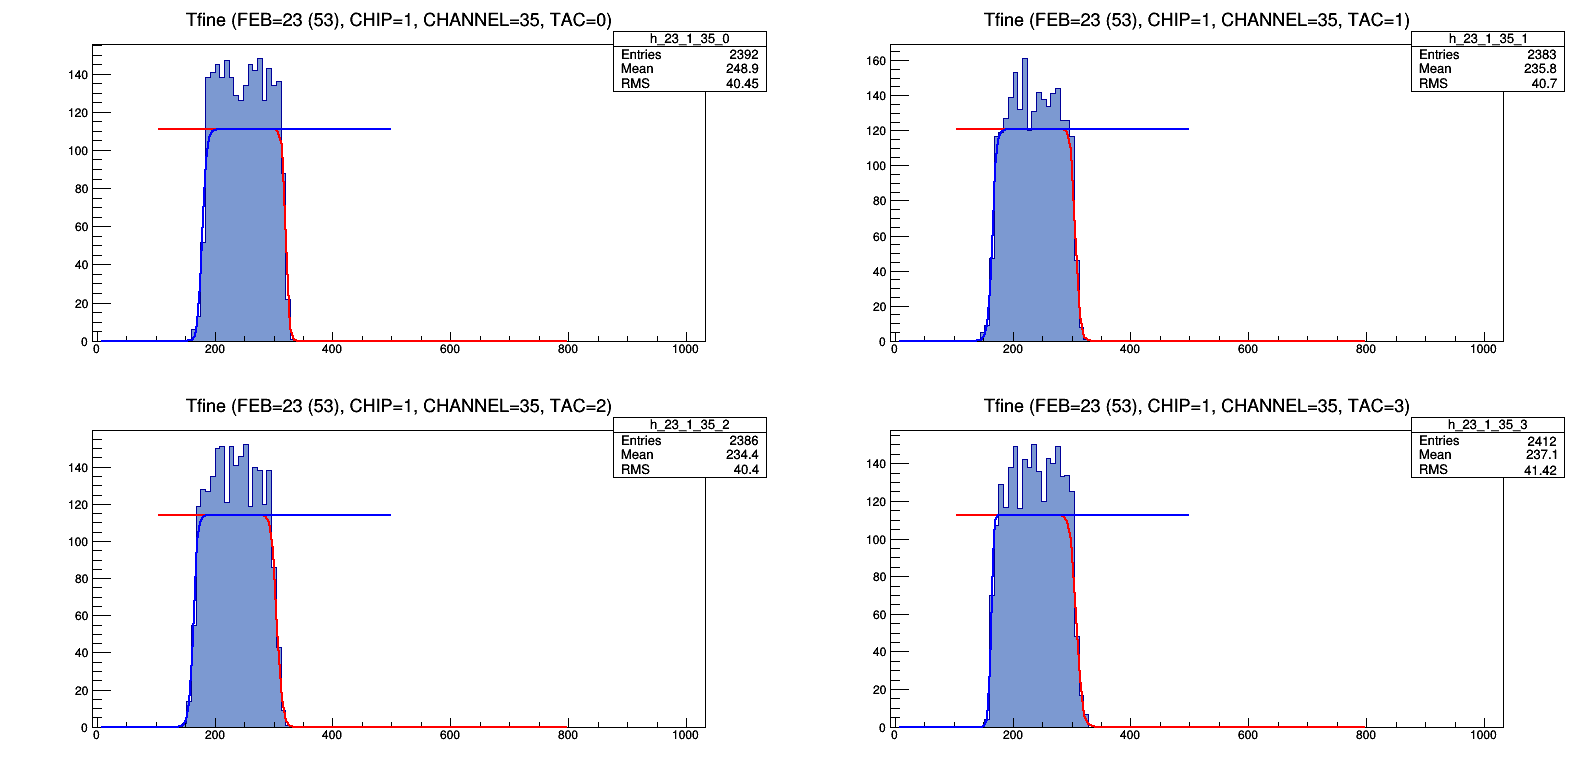 Tfine (FEB=23 (53), CHIP=1, CHANNEL=35, TAC=0)
h_23_1_35_0
Entries 2392
Mean 248.9
RMS 40.45
140
120
100
80
60
40
20
0
0 200 400 600 800 1000
Tfine (FEB=23 (53), CHIP=1, CHANNEL=35, TAC=1)
h_23_1_35_1
Entries 2383
Mean 235.8
RMS 40.7
160
140
120
100
80
60
40
20
0
0 200 400 600 800 1000
Tfine (FEB=23 (53), CHIP=1, CHANNEL=35, TAC=2)
h_23_1_35_2
Entries 2386
Mean 234.4
RMS 40.4
140
120
100
80
60
40
20
0
0 200 400 600 800 1000
Tfine (FEB=23 (53), CHIP=1, CHANNEL=35, TAC=3)
h_23_1_35_3
Entries 2412
Mean 237.1
RMS 41.42
140
120
100
80
60
40
20
0
0 200 400 600 800 1000